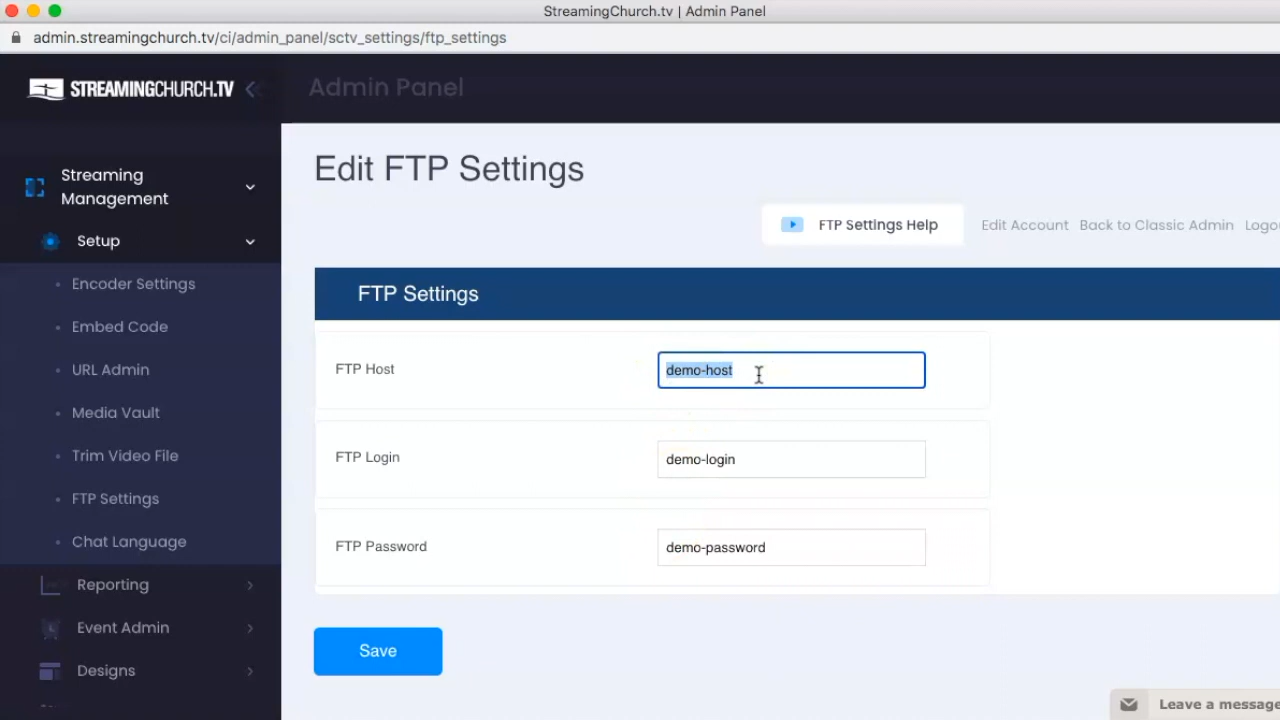 StreamingChurch.tv | Admin Panel
admin.streamingchurch.tv/ci/admin_panel/sctv_settings/ftp_settings
STREAMINGCHURCH.TV
Admin Panel
Streaming
Management
Setup
Encoder Settings
Embed Code
URL Admin
Media Vault
Trim Video File
FTP Settings
Chat Language
Reporting
Event Admin
Designs
Edit FTP Settings
FTP Settings Help
Edit Account
Back to Classic Admin
Logou
FTP Settings
FTP Host
demo-host
FTP Login
demo-login
FTP Password
demo-password
Save
Leave a message